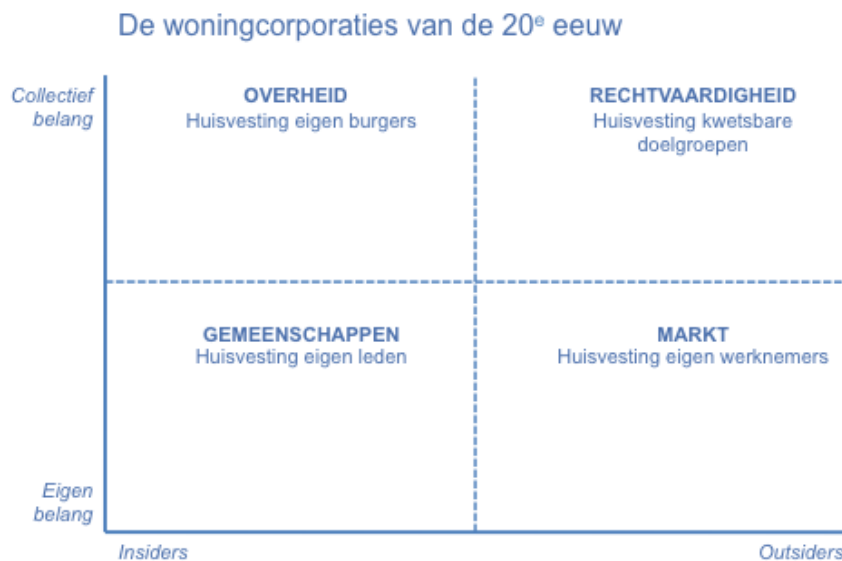 De woningcorporaties van de 20e eeuw
Collectief
belang
OVERHEID
Huisvesting eigen burgers
RECHTVAARDIGHEID
Huisvesting kwetsbare
doelgroepen
GEMEENSCHAPPEN
Huisvesting eigen leden
MARKT
Huisvesting eigen werknemers
Eigen
belang
Insiders
Outsiders